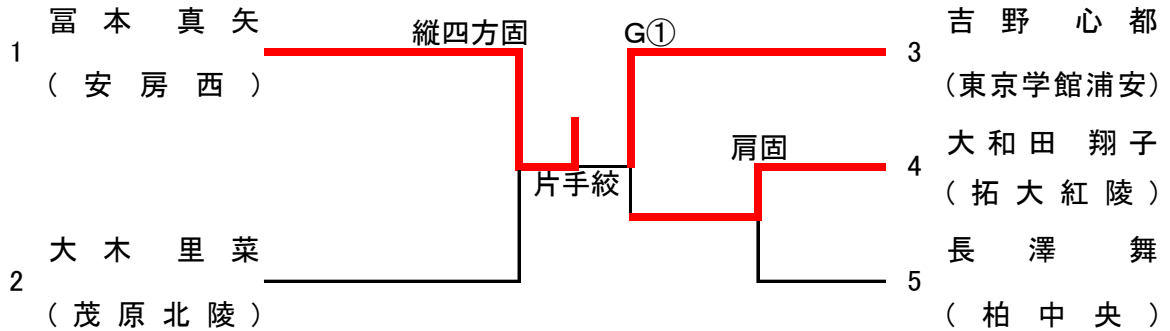 冨本 真矢
1
(安房西)
縦四方固
G①
吉野 心都
3
(東京学館浦安)
肩固
大和田 翔子
4
(拓大紅陵)
片手絞
大木 里菜
2
(茂原北陵)
長澤 舞
5
(柏中央)